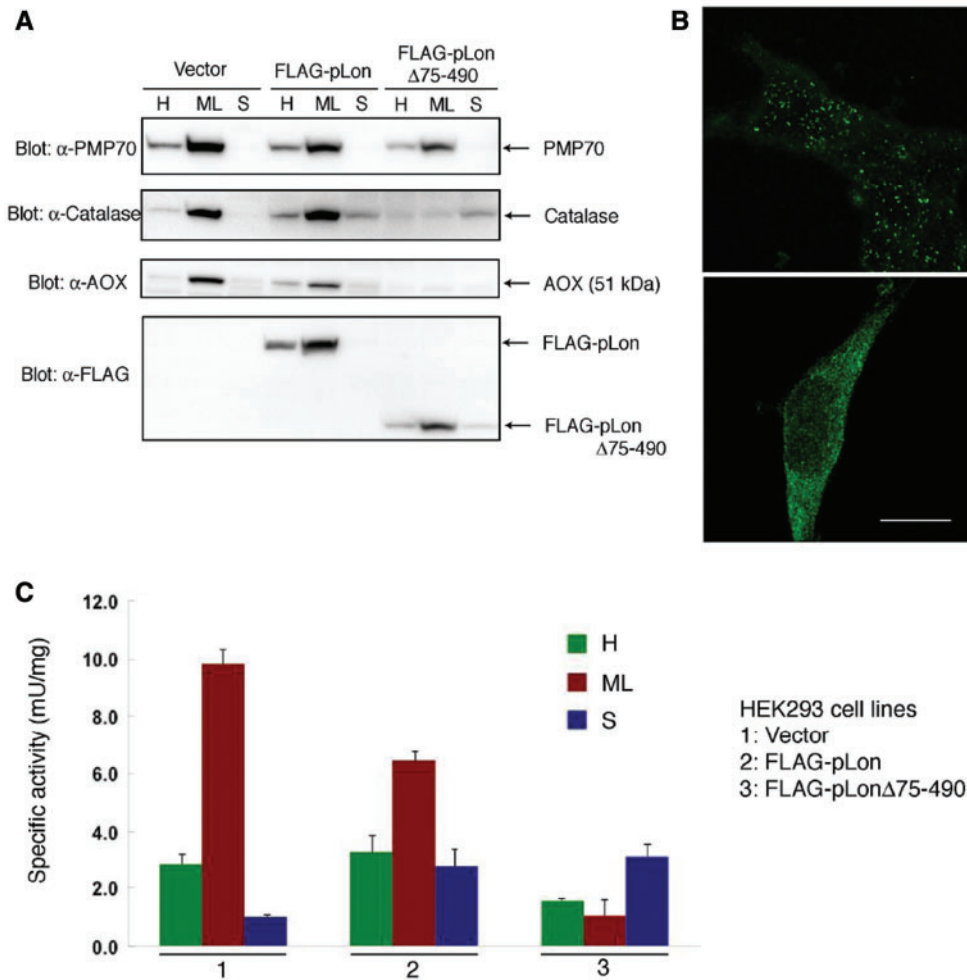 A
B
Vector
FLAG-pLon
FLAG-pLon
Δ75-490
H ML S H ML S H ML S
Blot: α-PMP70
PMP70
Blot: α-Catalase
Catalase
Blot: α-AOX
AOX (51 kDa)
Blot: α-FLAG
FLAG-pLon
FLAG-pLon
Δ75-490
C
Specific activity (mU/mg)
12.0
10.0
8.0
6.0
4.0
2.0
0.0
H
ML
S
1 2 3
HEK293 cell lines
1: Vector
2: FLAG-pLon
3: FLAG-pLonΔ75-490